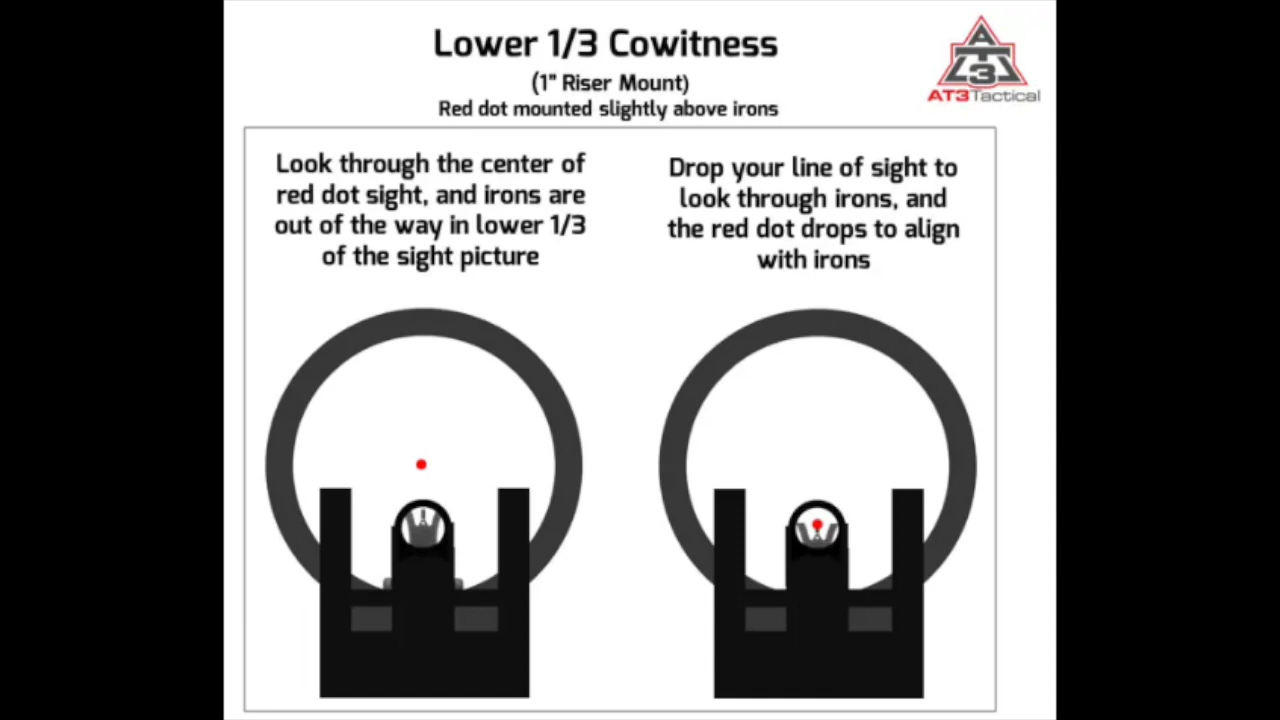 Lower 1/3 Cowitness
(1" Riser Mount)
Red dot mounted slightly above irons
AT3
AT3Tactical
Look through the center of
red dot sight, and irons are
out of the way in lower 1/3
of the sight picture
Drop your line of sight to
look through irons, and
the red dot drops to align
with irons